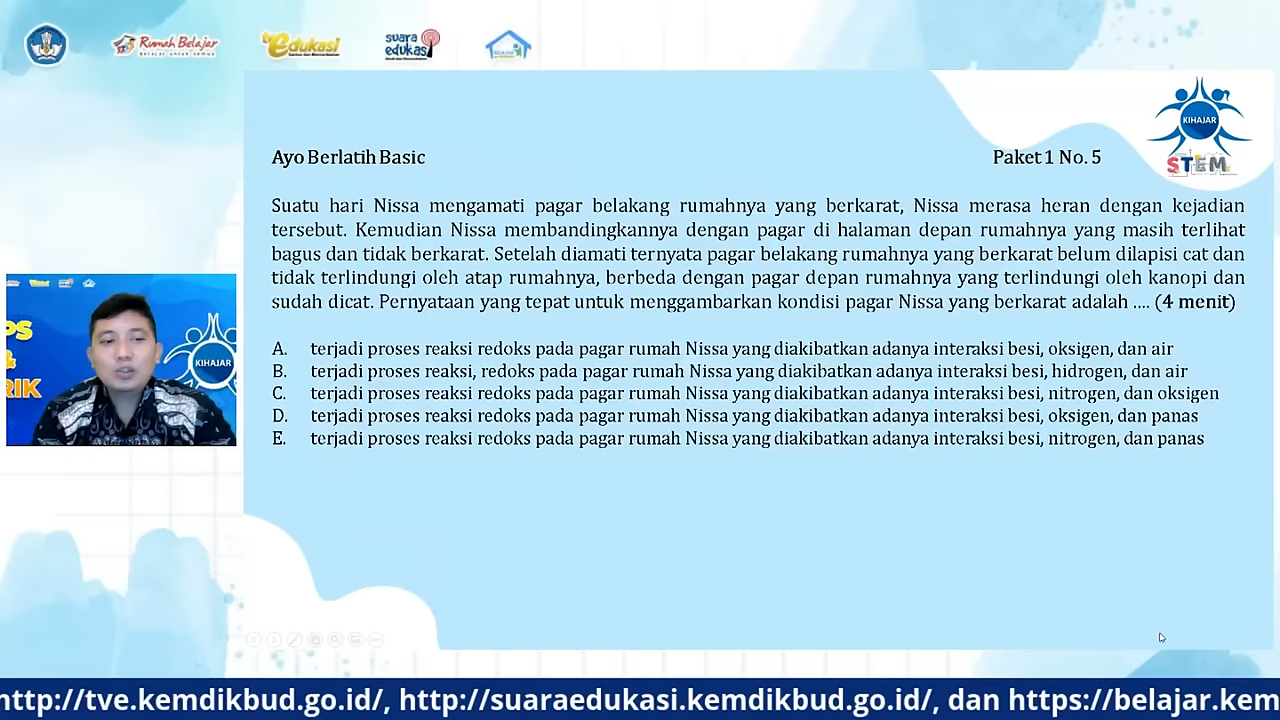 Rumah Belajar
Belajar untuk semua
tv edukasi
Santun dan Mencerdaskan
suara
edukasi
KIHAJAR
STEM
Ayo Berlatih Basic
Paket 1 No. 5
Suatu hari Nissa mengamati pagar belakang rumahnya yang berkarat, Nissa merasa heran dengan kejadian
tersebut. Kemudian Nissa membandingkannya dengan pagar di halaman depan rumahnya yang masih terlihat
bagus dan tidak berkarat. Setelah diamati ternyata pagar belakang rumahnya yang berkarat belum dilapisi cat dan
tidak terlindungi oleh atap rumahnya, berbeda dengan pagar depan rumahnya yang terlindungi oleh kanopi dan
sudah dicat. Pernyataan yang tepat untuk menggambarkan kondisi pagar Nissa yang berkarat adalah .... (4 menit)
A. terjadi proses reaksi redoks pada pagar rumah Nissa yang diakibatkan adanya interaksi besi, oksigen, dan air
B. terjadi proses reaksi, redoks pada pagar rumah Nissa yang diakibatkan adanya interaksi besi, hidrogen, dan air
C. terjadi proses reaksi redoks pada pagar rumah Nissa yang diakibatkan adanya interaksi besi, nitrogen, dan oksigen
D. terjadi proses reaksi redoks pada pagar rumah Nissa yang diakibatkan adanya interaksi besi, oksigen, dan panas
E. terjadi proses reaksi redoks pada pagar rumah Nissa yang diakibatkan adanya interaksi besi, nitrogen, dan panas
PS
&
RIK
KIHAJAR
http://tve.kemdikbud.go.id/, http://suaraedukasi.kemdikbud.go.id/, dan https://belajar.kem